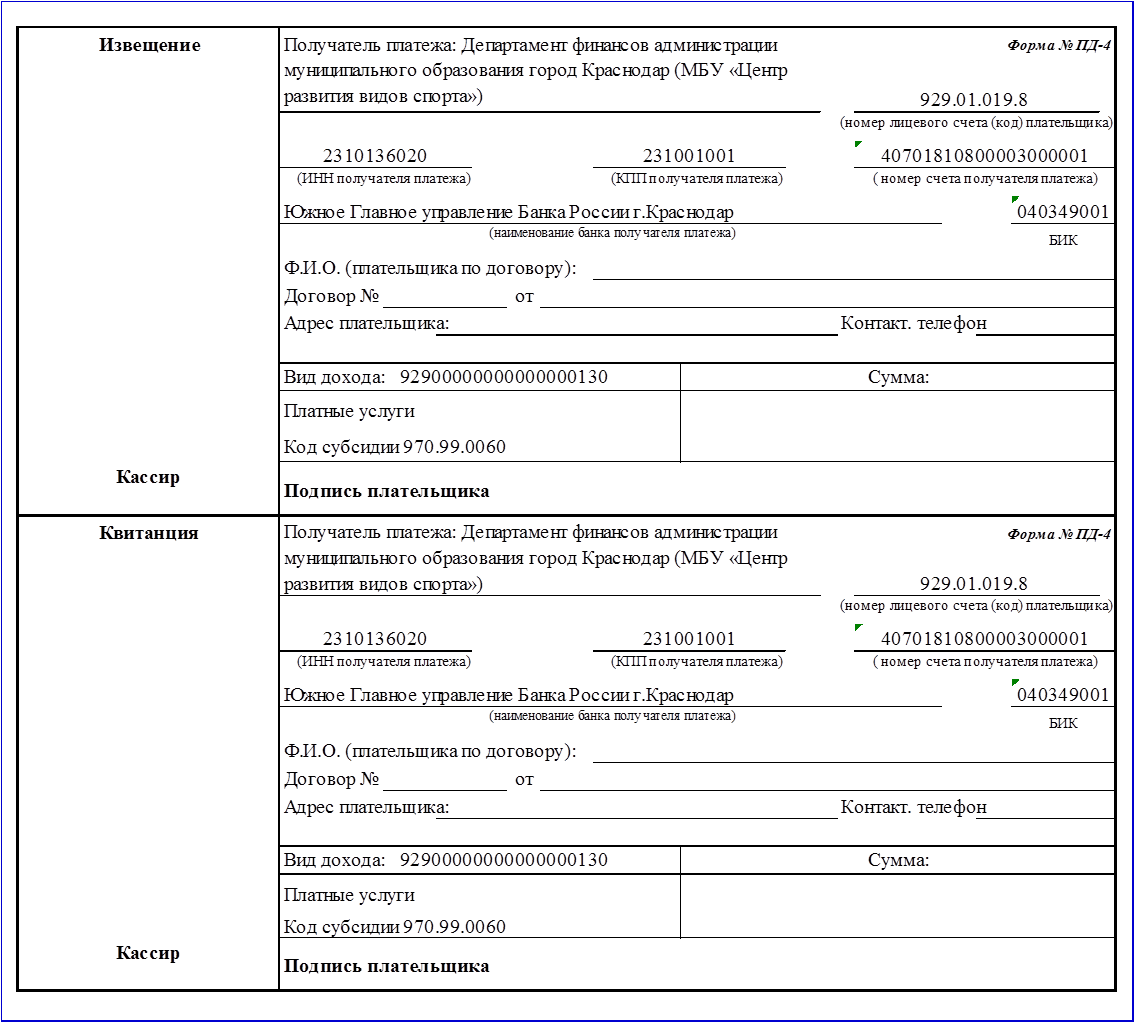 Извещение
Получатель платежа: Департамент финансов администрации
Форма № ПД-4
муниципального образования город Краснодар (МБУ «Центр
развития видов спорта»)
929.01.019.8
(номер лицевого счета (код) плательщика)
2310136020 231001001 40701810800003000001
(ИНН получателя платежа) (КПП получателя платежа) ( номер счета получателя платежа)
Южное Главное управление Банка России г.Краснодар 040349001
(наименование банка получателя платежа)
БИК
Ф.И.О. (плательщика по договору):
Договор № от
Адрес плательщика: Контакт. телефон
Вид дохода: 92900000000000000130 Сумма:
Платные услуги
Код субсидии 970.99.0060
Кассир
Подпись плательщика
Квитанция
Получатель платежа: Департамент финансов администрации
Форма № ПД-4
муниципального образования город Краснодар (МБУ «Центр
развития видов спорта»)
929.01.019.8
(номер лицевого счета (код) плательщика)
2310136020 231001001 40701810800003000001
(ИНН получателя платежа) (КПП получателя платежа) ( номер счета получателя платежа)
Южное Главное управление Банка России г.Краснодар 040349001
(наименование банка получателя платежа)
БИК
Ф.И.О. (плательщика по договору):
Договор № от
Адрес плательщика: Контакт. телефон
Вид дохода: 92900000000000000130 Сумма:
Платные услуги
Код субсидии 970.99.0060
Кассир
Подпись плательщика